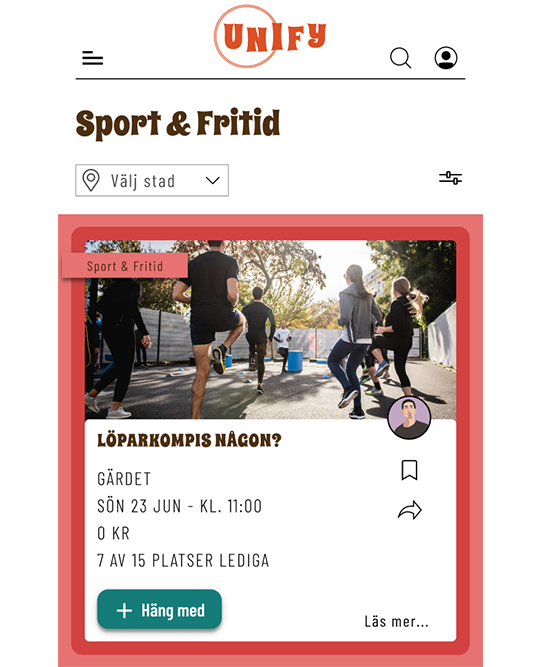 UNIFY
Sport & Fritid
Välj stad
Sport & Fritid
LÖPARKOMPIS NÅGON?
GÄRDET
SÖN 23 JUN - KL. 11:00
0 KR
7 AV 15 PLATSER LEDIGA
+ Häng med
Läs mer...